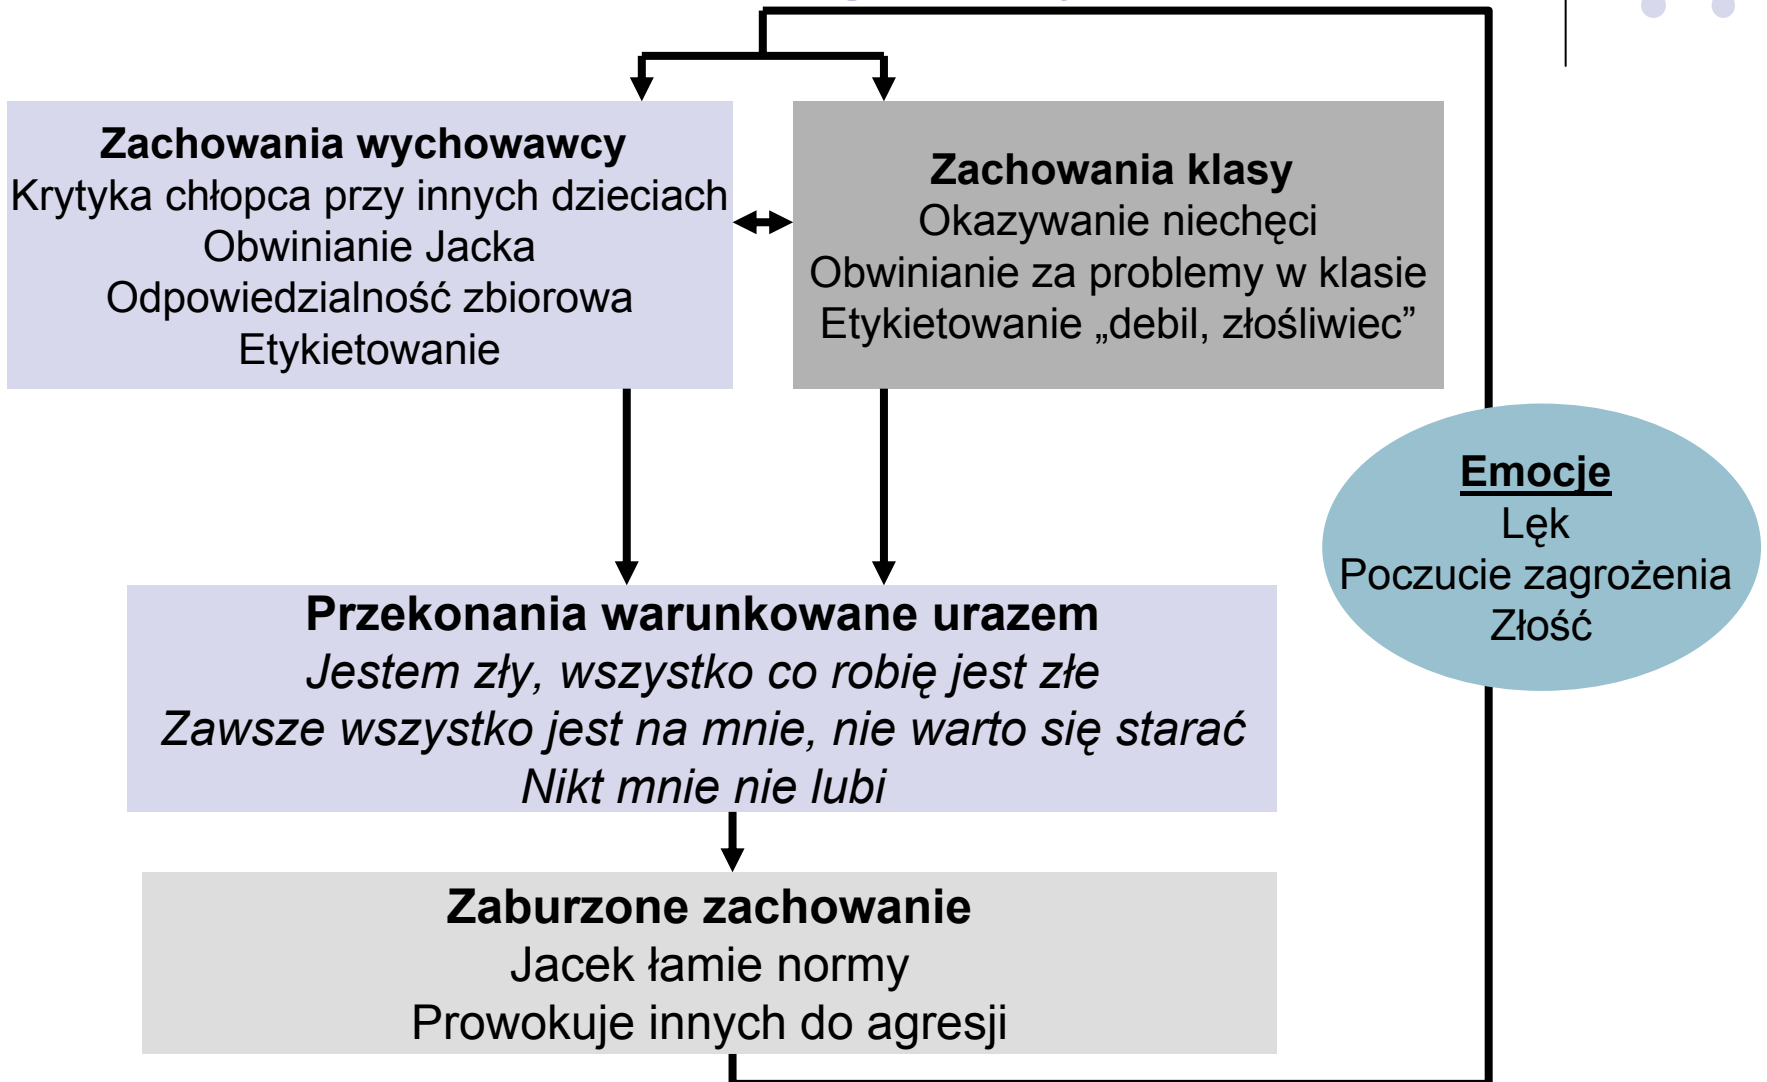 Zachowania wychowawcy
Krytyka chłopca przy innych dzieciach
Obwinianie Jacka
Odpowiedzialność zbiorowa
Etykietowanie
Zachowania klasy
Okazywanie niechęci
Obwinianie za problemy w klasie
Etykietowanie „debil, złośliwiec”
Emocje
Lęk
Poczucie zagrożenia
Złość
Przekonania warunkowane urazem
Jestem zły, wszystko co robię jest złe
Zawsze wszystko jest na mnie, nie warto się starać
Nikt mnie nie lubi
Zaburzone zachowanie
Jacek łamie normy
Prowokuje innych do agresji